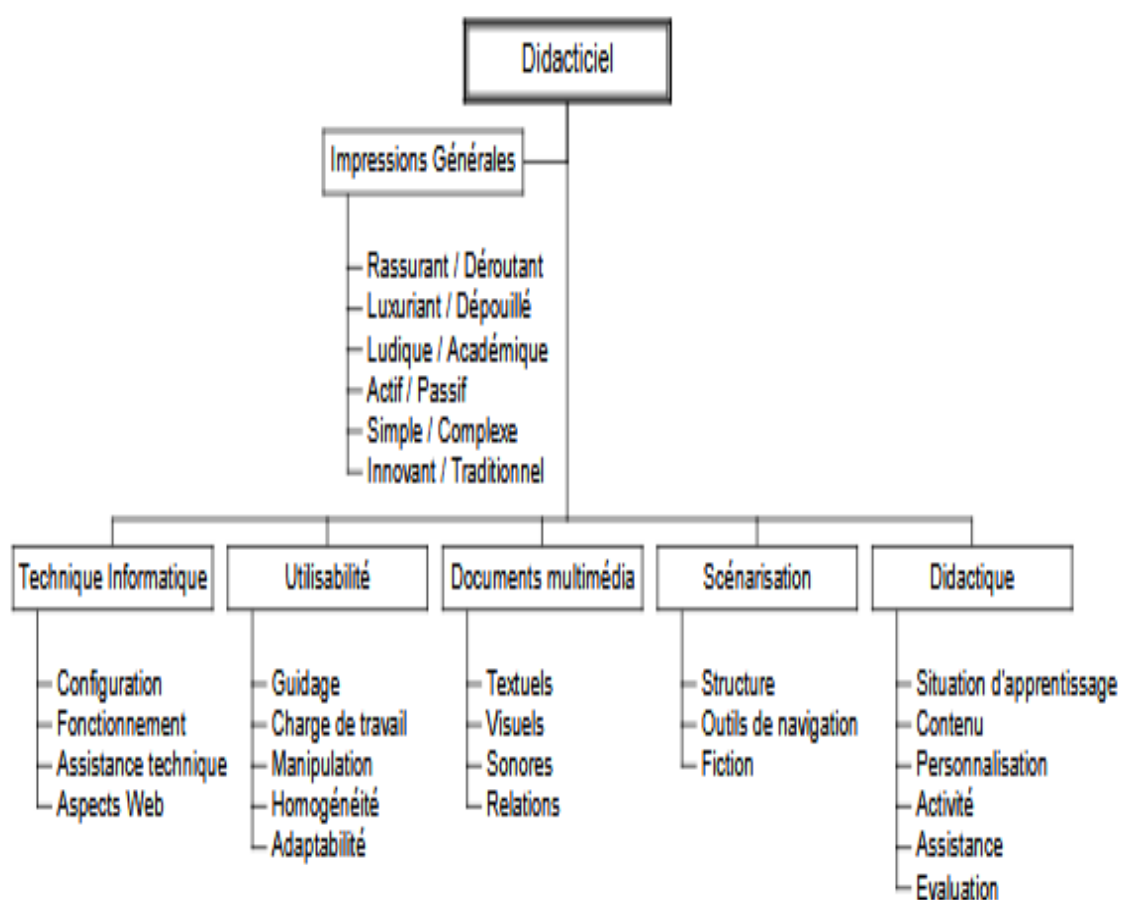 Didacticiel
Impressions Générales
Rassurant / Déroutant
Luxuriant / Dépouillé
Ludique / Académique
Actif / Passif
Simple / Complexe
Innovant / Traditionnel
Technique Informatique
Configuration
Fonctionnement
Assistance technique
Aspects Web
Utilisabilité
Guidage
Charge de travail
Manipulation
Homogénéité
Adaptabilité
Documents multimédia
Textuels
Visuels
Sonores
Relations
Scénarisation
Structure
Outils de navigation
Fiction
Didactique
Situation d'apprentissage
Contenu
Personnalisation
Activité
Assistance
Evaluation